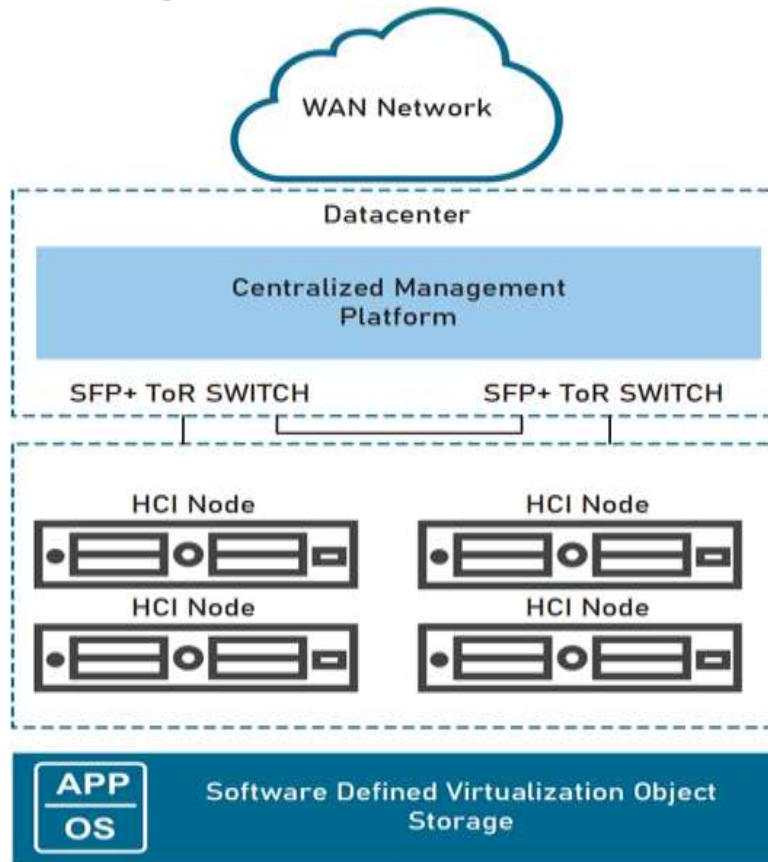 WAN Network
Datacenter
Centralized Management
Platform
SFP+ ToR SWITCH
SFP+ ToR SWITCH
HCI Node
HCI Node
HCI Node
HCI Node
APP
OS
Software Defined Virtualization Object
Storage